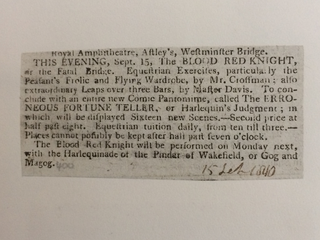 Royal Amphitheatre, Astley's, Westminster Bridge.
THIS EVENING, Sept. 15, The BLOOD RED KNIGHT,
or the Fatal Bridge. Equestrian Exercises, particularly the
Peasant's Frolic and Flying Wardrobe, by Mr. Crossman; also
extraordinary Leaps over three Bars, by Master Davis. To con-
clude with an entire new Comic Pantomime, called The ERRO-
NEOUS FORTUNE TELLER, or Harlequin's Judgment; in
which will be displayed Sixteen new Scenes.—Second price at
half past eight. Equestrian tuition daily, from ten till three.—
Places cannot possibly be kept after half past seven o'clock.
The Blood Red Knight will be performed on Monday next,
with the Harlequinade of the Pindar of Wakefield, or Gog and
Magog.
15